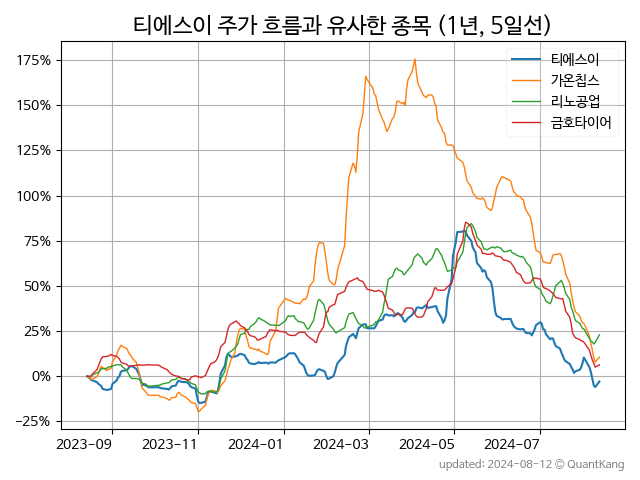 티에스이 주가 흐름과 유사한 종목 (1년, 5일선)
티에스이
가온칩스
리노공업
금호타이어
175%
150%
125%
100%
75%
50%
25%
0%
−25%
2023-09 2023-11 2024-01 2024-03 2024-05 2024-07
updated: 2024-08-12 © QuantKang